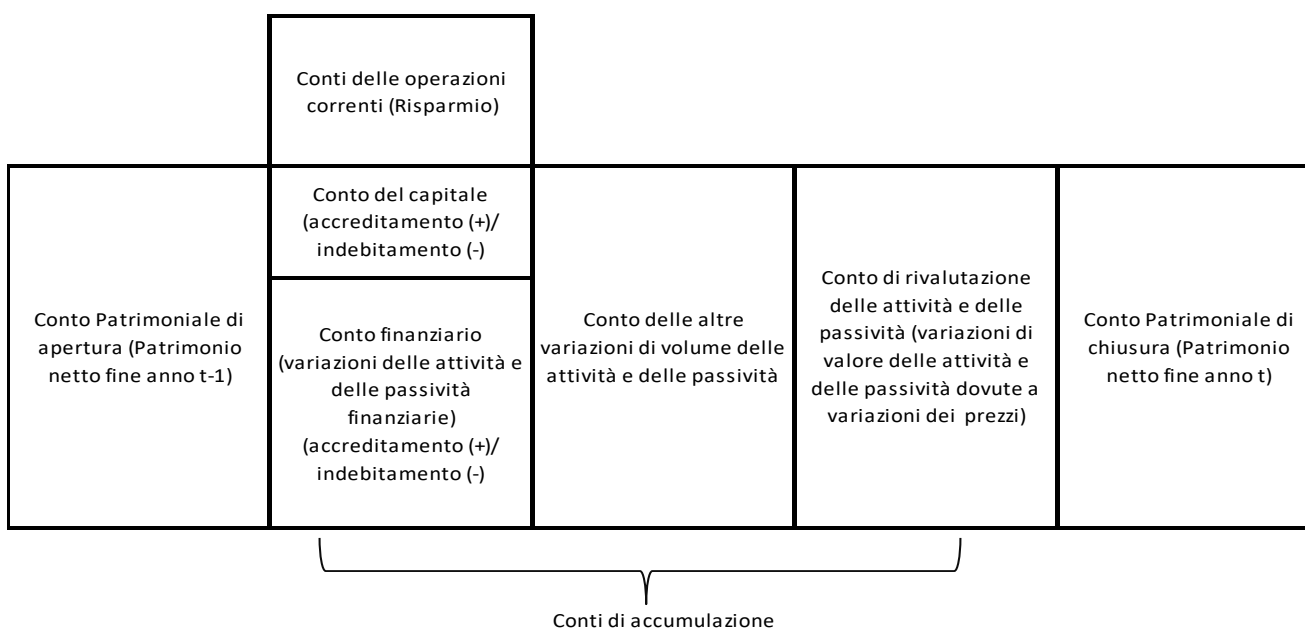 Conti delle operazioni
correnti (Risparmio)
Conto Patrimoniale di
apertura (Patrimonio
netto fine anno t-1)
Conto del capitale
(accreditamento (+)/
indebitamento (-)
Conto finanziario
(variazioni delle attività e
delle passività
finanziarie)
(accreditamento (+)/
indebitamento (-)
Conto delle altre
variazioni di volume delle
attività e delle passività
Conto di rivalutazione
delle attività e delle
passività (variazioni di
valore delle attività e
delle passività dovute a
variazioni dei prezzi)
Conto Patrimoniale di
chiusura (Patrimonio
netto fine anno t)
Conti di accumulazione